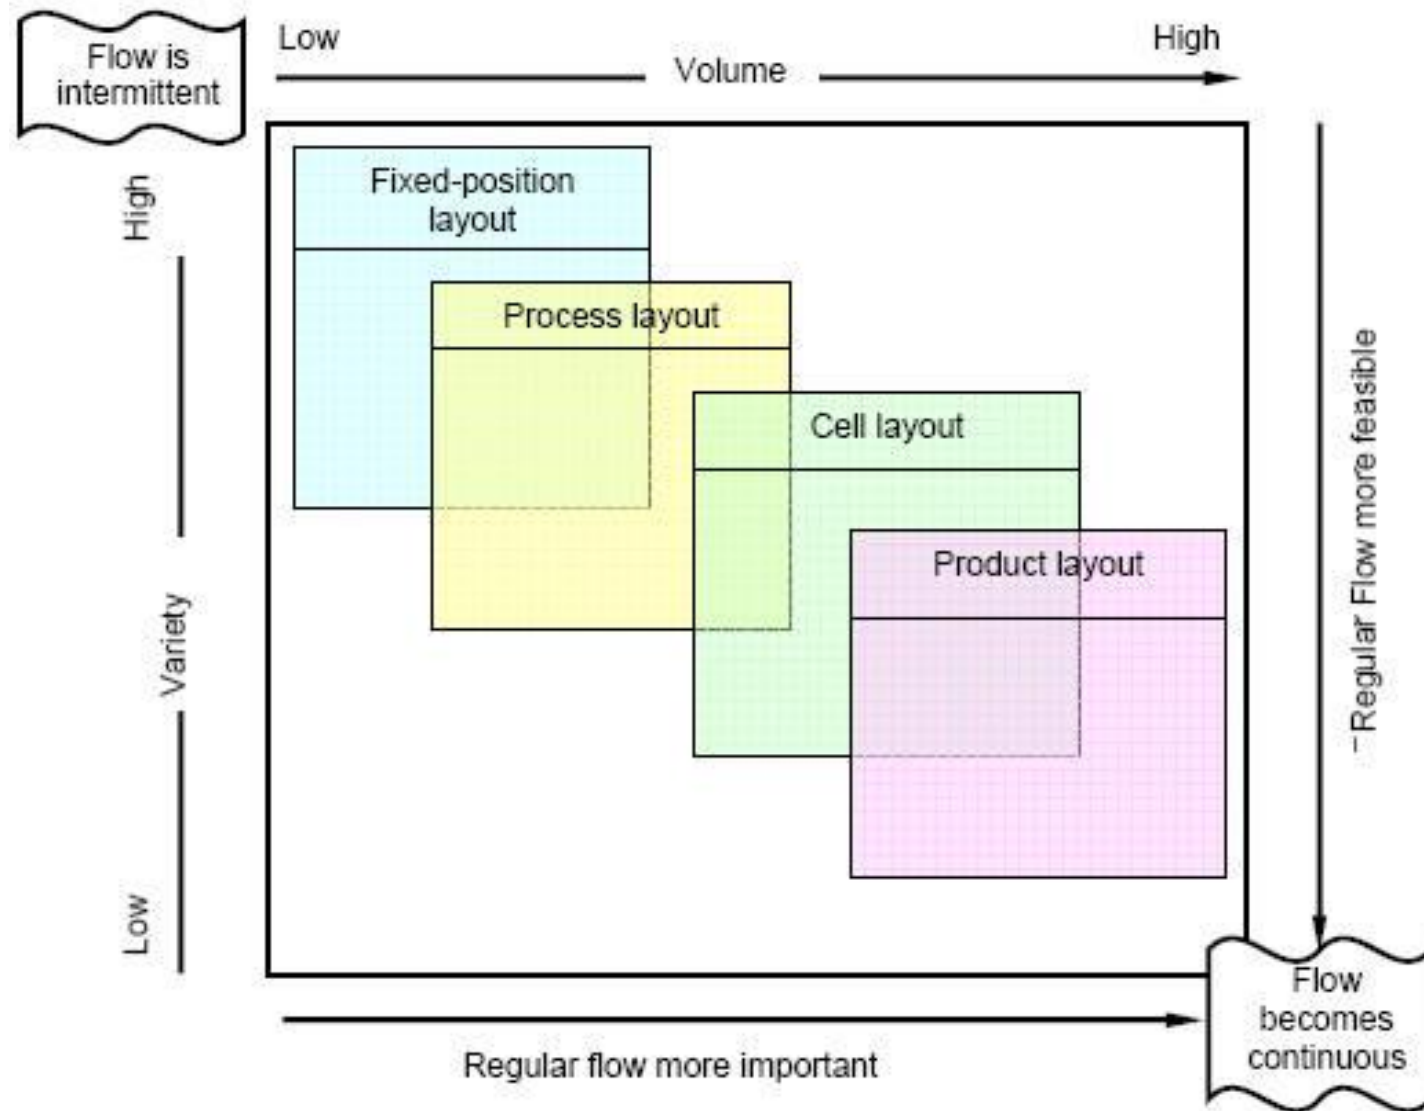 Flow is
intermittent
Low
High
Volume
High
Variety
Low
Fixed-position
layout
Process layout
Cell layout
Product layout
Regular Flow more feasible
Regular flow more important
Flow
becomes
continuous